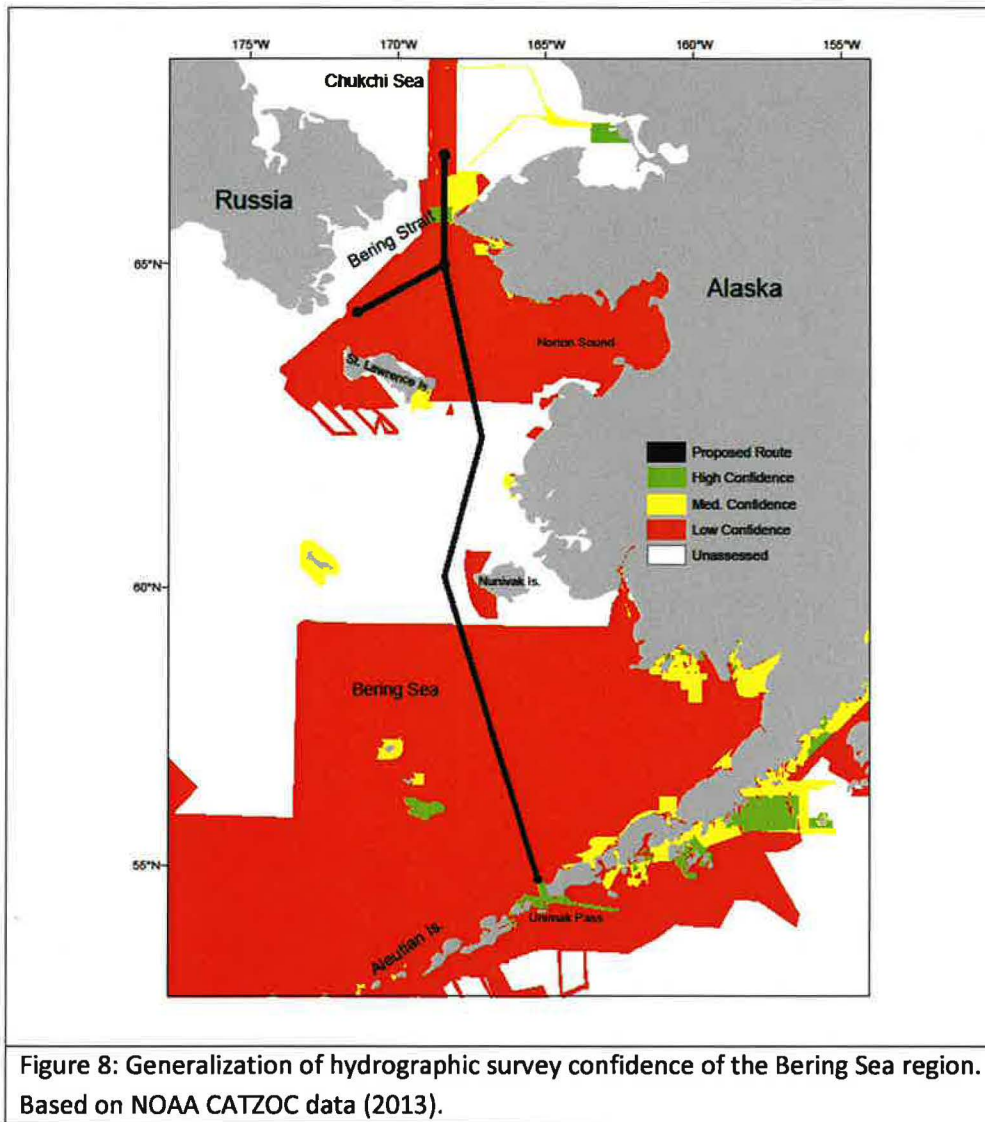 175°W
170°W
165°W
160°W
155°W
Chukchi Sea
Russia
Bering Strait
65°N
Alaska
Norton Sound
St. Lawrence Is.
Proposed Route
High Confidence
Med. Confidence
Low Confidence
Unassessed
60°N
Nunivak Is.
Bering Sea
55°N
Unimak Pass
Aleutian Is.
Figure 8: Generalization of hydrographic survey confidence of the Bering Sea region.
Based on NOAA CATZOC data (2013).